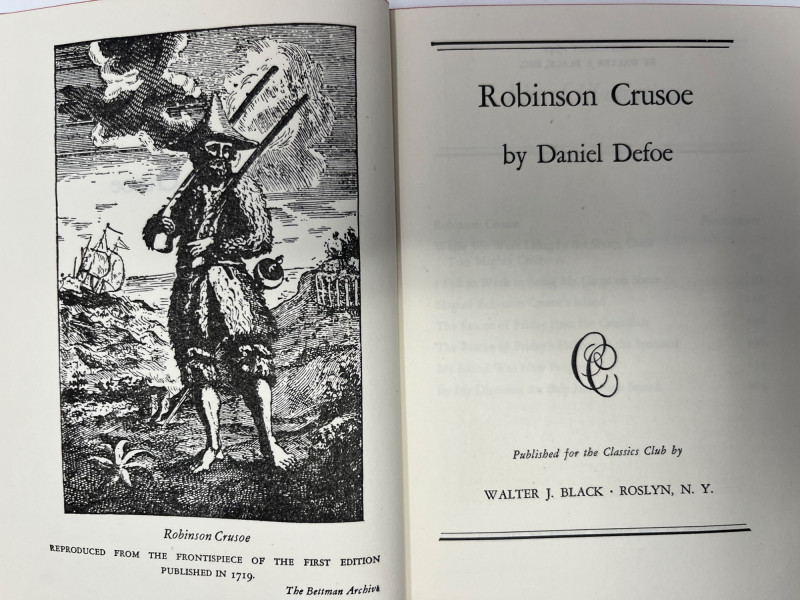 Robinson Crusoe
REPRODUCED FROM THE FRONTISPIECE OF THE FIRST EDITION
PUBLISHED IN 1719.
The Bettman Archive
Robinson Crusoe
by Daniel Defoe
CC
Published for the Classics Club by
WALTER J. BLACK · ROSLYN, N. Y.